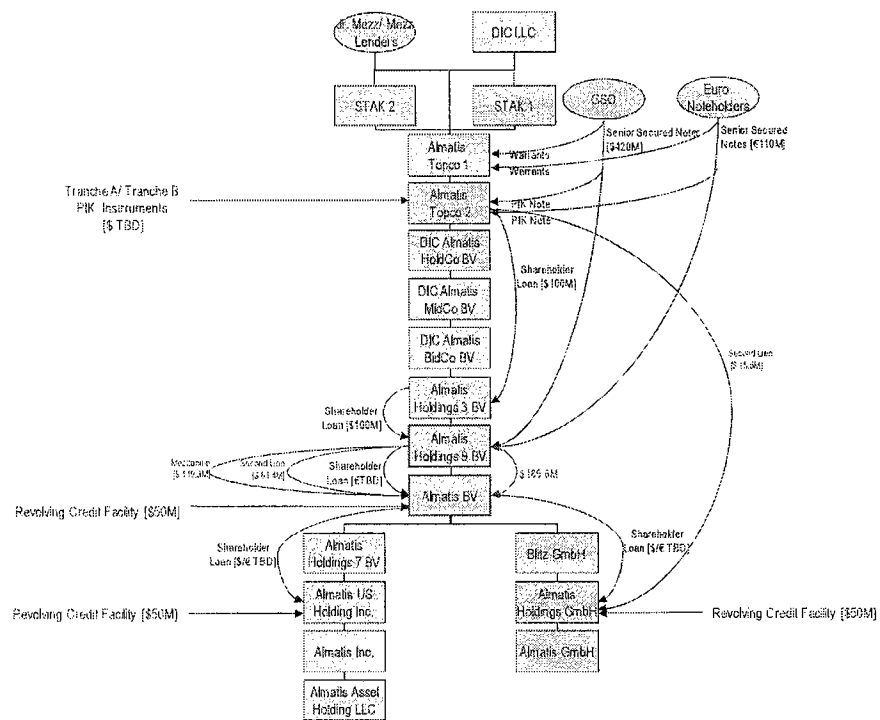 Jr. Mezz/ Mezz
Lenders
DIC LLC
STAK 2
STAK 1
GSO
Euro
Noteholders
Senior Secured Notes
[$420M]
Senior Secured
Notes [€110M]
Almatis
Topco 1
Warrants
Warrants
Tranche A/ Tranche B
PIK Instruments
[$ TBD]
Almatis
Topco 2
PIK Note
PIK Note
DIC Almatis
HoldCo BV
Shareholder
Loan [$100M]
DIC Almatis
MidCo BV
DIC Almatis
BidCo BV
Second Lien
Almatis
Holdings 3 BV
Shareholder
Loan [$100M]
Almatis
Holdings 9 BV
Mezzanine
Second Lien
Shareholder
Loan [€TBD]
Almatis BV
Revolving Credit Facility [$50M]
Shareholder
Loan [$/€ TBD]
Shareholder
Loan [$/€ TBD]
Almatis
Holdings 7 BV
Blitz GmbH
Revolving Credit Facility [$50M]
Almatis US
Holding Inc.
Almatis
Holdings GmbH
Revolving Credit Facility [$50M]
Almatis Inc.
Almatis GmbH
Almatis Asset
Holding LLC